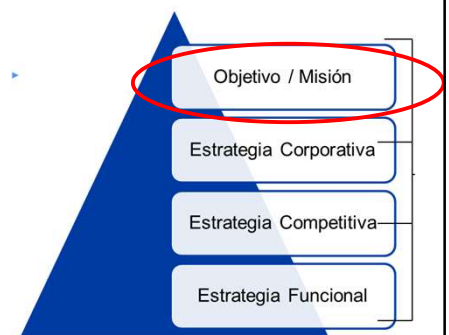 Objetivo / Misión
Estrategia Corporativa
Estrategia Competitiva
Estrategia Funcional